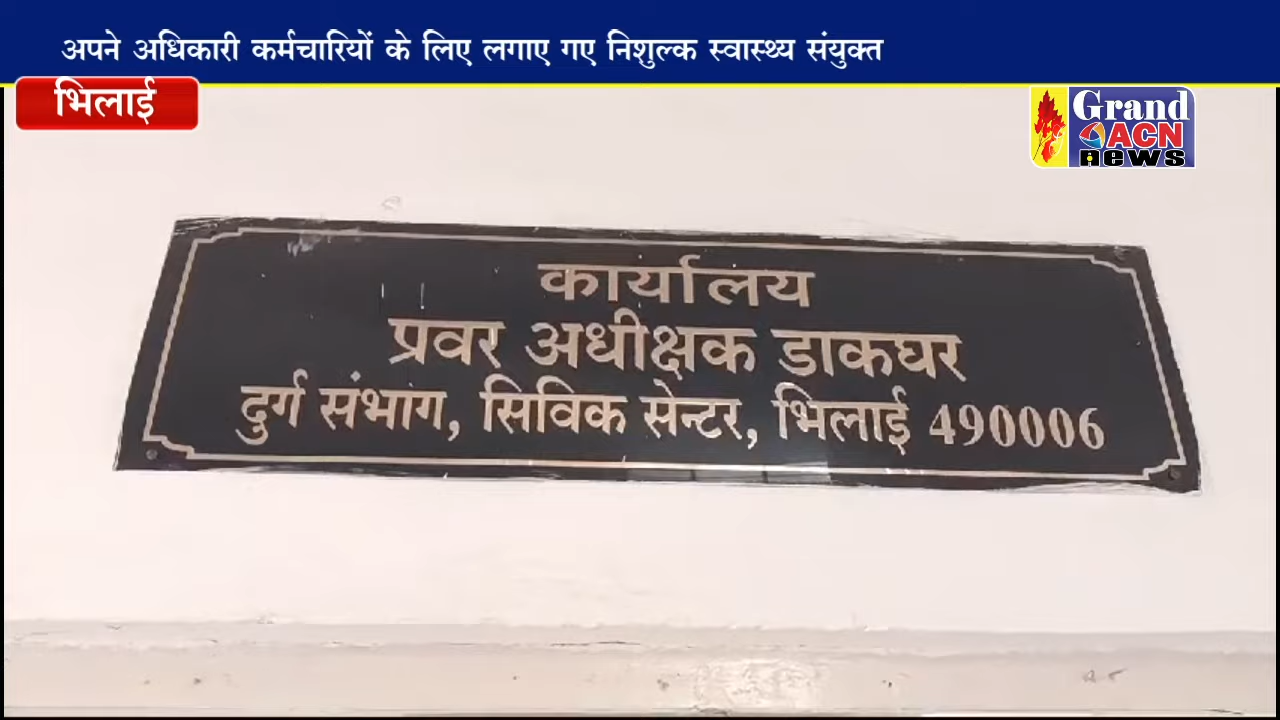 अपने अधिकारी कर्मचारियों के लिए लगाए गए निशुल्क स्वास्थ्य संयुक्त
भिलाई
Grand
ACN
news
कार्यालय
प्रवर अधीक्षक डाकघर
दुर्ग संभाग, सिविक सेन्टर, भिलाई 490006